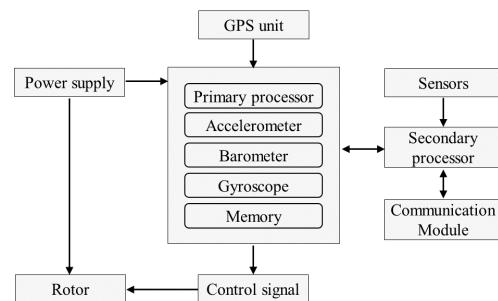 GPS unit
Power supply
Primary processor
Accelerometer
Barometer
Gyroscope
Memory
Sensors
Secondary
processor
Communication
Module
Rotor
Control signal